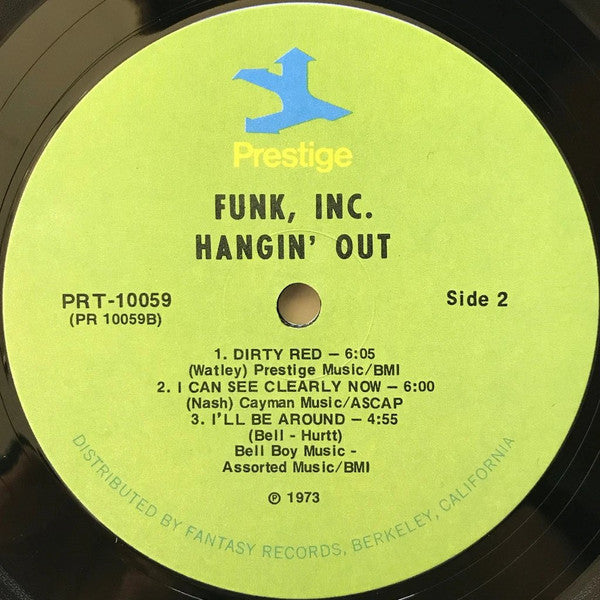 Prestige
FUNK, INC.
HANGIN' OUT
PRT-10059
(PR 10059B)
Side 2
1. DIRTY RED – 6:05
(Watley) Prestige Music/BMI
2. I CAN SEE CLEARLY NOW – 6:00
(Nash) Cayman Music/ASCAP
3. I'LL BE AROUND – 4:55
(Bell - Hurtt)
Bell Boy Music -
Assorted Music/BMI
℗ 1973
DISTRIBUTED BY FANTASY RECORDS, BERKELEY, CALIFORNIA